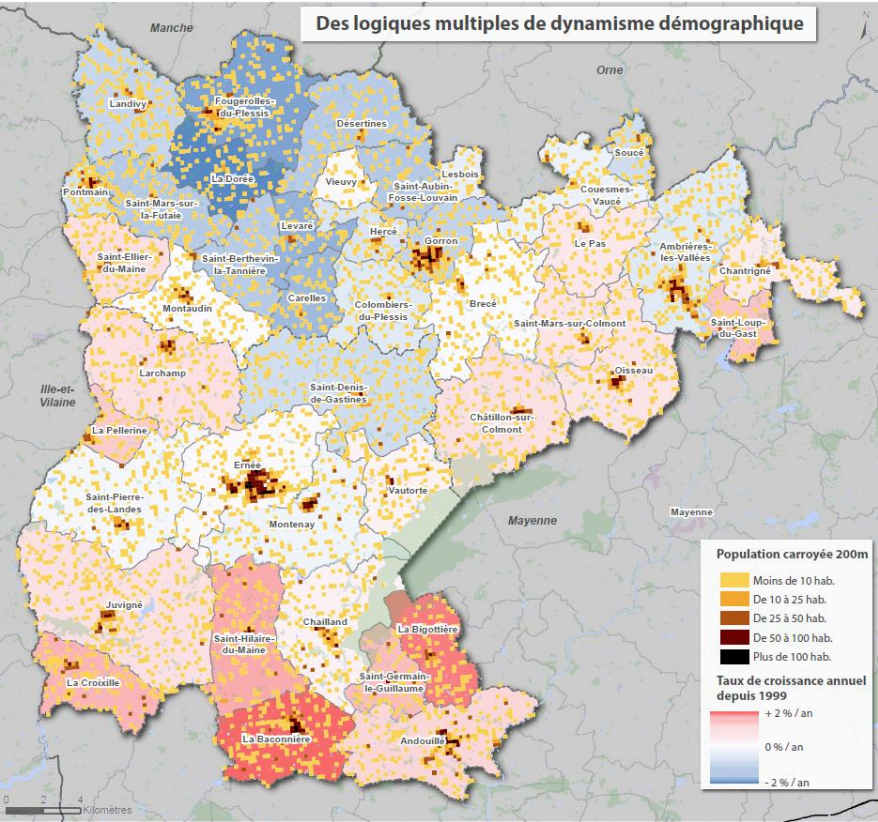 Des logiques multiples de dynamisme démographique
Manche
N
Orne
Landivy
Fougerolles-
du-Plessis
Désertines
Soucé
La Dorée
Vieuvy
Lesbois
Pontmain
Saint-Aubin-
Fosse-Louvain
Couesmes-
Vaucé
Saint-Mars-sur-
la-Futaie
Levaré
Hercé
Gorron
Le Pas
Ambrières-
les-Vallées
Saint-Ellier-
du-Maine
Saint-Berthevin-
la-Tannière
Chantrigné
Carelles
Montaudin
Colombiers-
du-Plessis
Brecé
Saint-Mars-sur-Colmont
Saint-Loup-
du-Gast
Larchamp
Oisseau
Ille-et-
Vilaine
Saint-Denis-
de-Gastines
Châtillon-sur-
Colmont
La Pellerine
Ernée
Vautorte
Saint-Pierre-
des-Landes
Montenay
Mayenne
Mayenne
Juvigné
Chailland
La Bigottière
Saint-Hilaire-
du-Maine
La Croixille
Saint-Germain-
le-Guillaume
La Baconnière
Andouillé
Population carroyée 200m
Moins de 10 hab.
De 10 à 25 hab.
De 25 à 50 hab.
De 50 à 100 hab.
Plus de 100 hab.
Taux de croissance annuel
depuis 1999
+ 2 % / an
0 % / an
- 2 % / an
0 2 4
Kilomètres